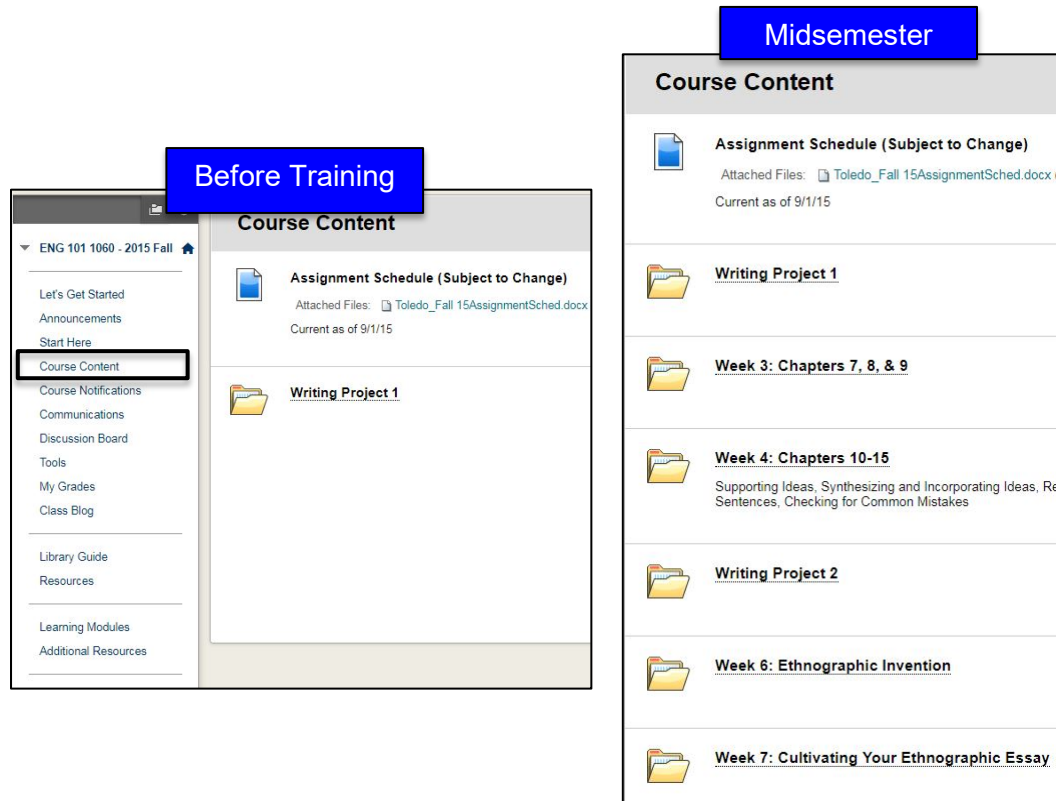 Before Training
ENG 101 1060 - 2015 Fall
Let's Get Started
Announcements
Start Here
Course Content
Course Notifications
Communications
Discussion Board
Tools
My Grades
Class Blog
Library Guide
Resources
Learning Modules
Additional Resources
Course Content
Assignment Schedule (Subject to Change)
Attached Files: Toledo_Fall 15AssignmentSched.docx
Current as of 9/1/15
Writing Project 1
Midsemester
Course Content
Assignment Schedule (Subject to Change)
Attached Files: Toledo_Fall 15AssignmentSched.docx
Current as of 9/1/15
Writing Project 1
Week 3: Chapters 7, 8, & 9
Week 4: Chapters 10-15
Supporting Ideas, Synthesizing and Incorporating Ideas,
Sentences, Checking for Common Mistakes
Writing Project 2
Week 6: Ethnographic Invention
Week 7: Cultivating Your Ethnographic Essay